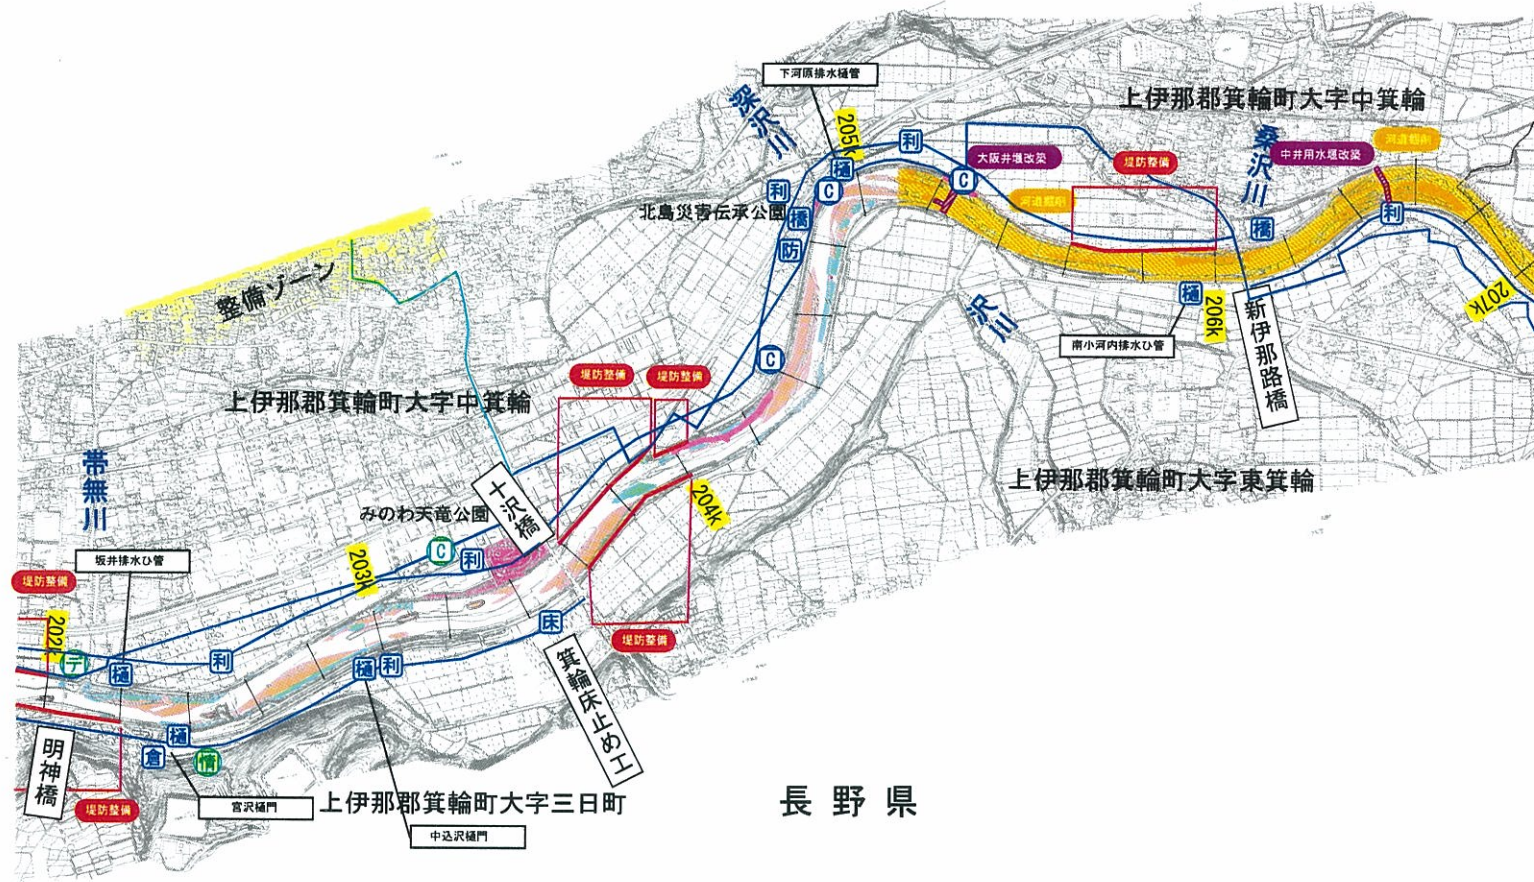 下河原排水樋管
上伊那郡箕輪町大字中箕輪
深沢川
205k
利
樋
C
大阪井堰改築
堤防整備
桑沢川
中井用水堰改築
河道掘削
利
橋
防
北島災害伝承公園
C
河道掘削
橋
利
207k
整備ゾーン
沢川
樋
206k
新伊那路橋
南小河内排水ひ管
C
堤防整備
堤防整備
上伊那郡箕輪町大字中箕輪
帯無川
十沢橋
みのわ天竜公園
204k
上伊那郡箕輪町大字東箕輪
C
利
203k
坂井排水ひ管
堤防整備
202k
デ
樋
利
樋
利
床
堤防整備
箕輪床止め工
明神橋
樋
倉
情
堤防整備
宮沢樋門
上伊那郡箕輪町大字三日町
中込沢樋門
長野県